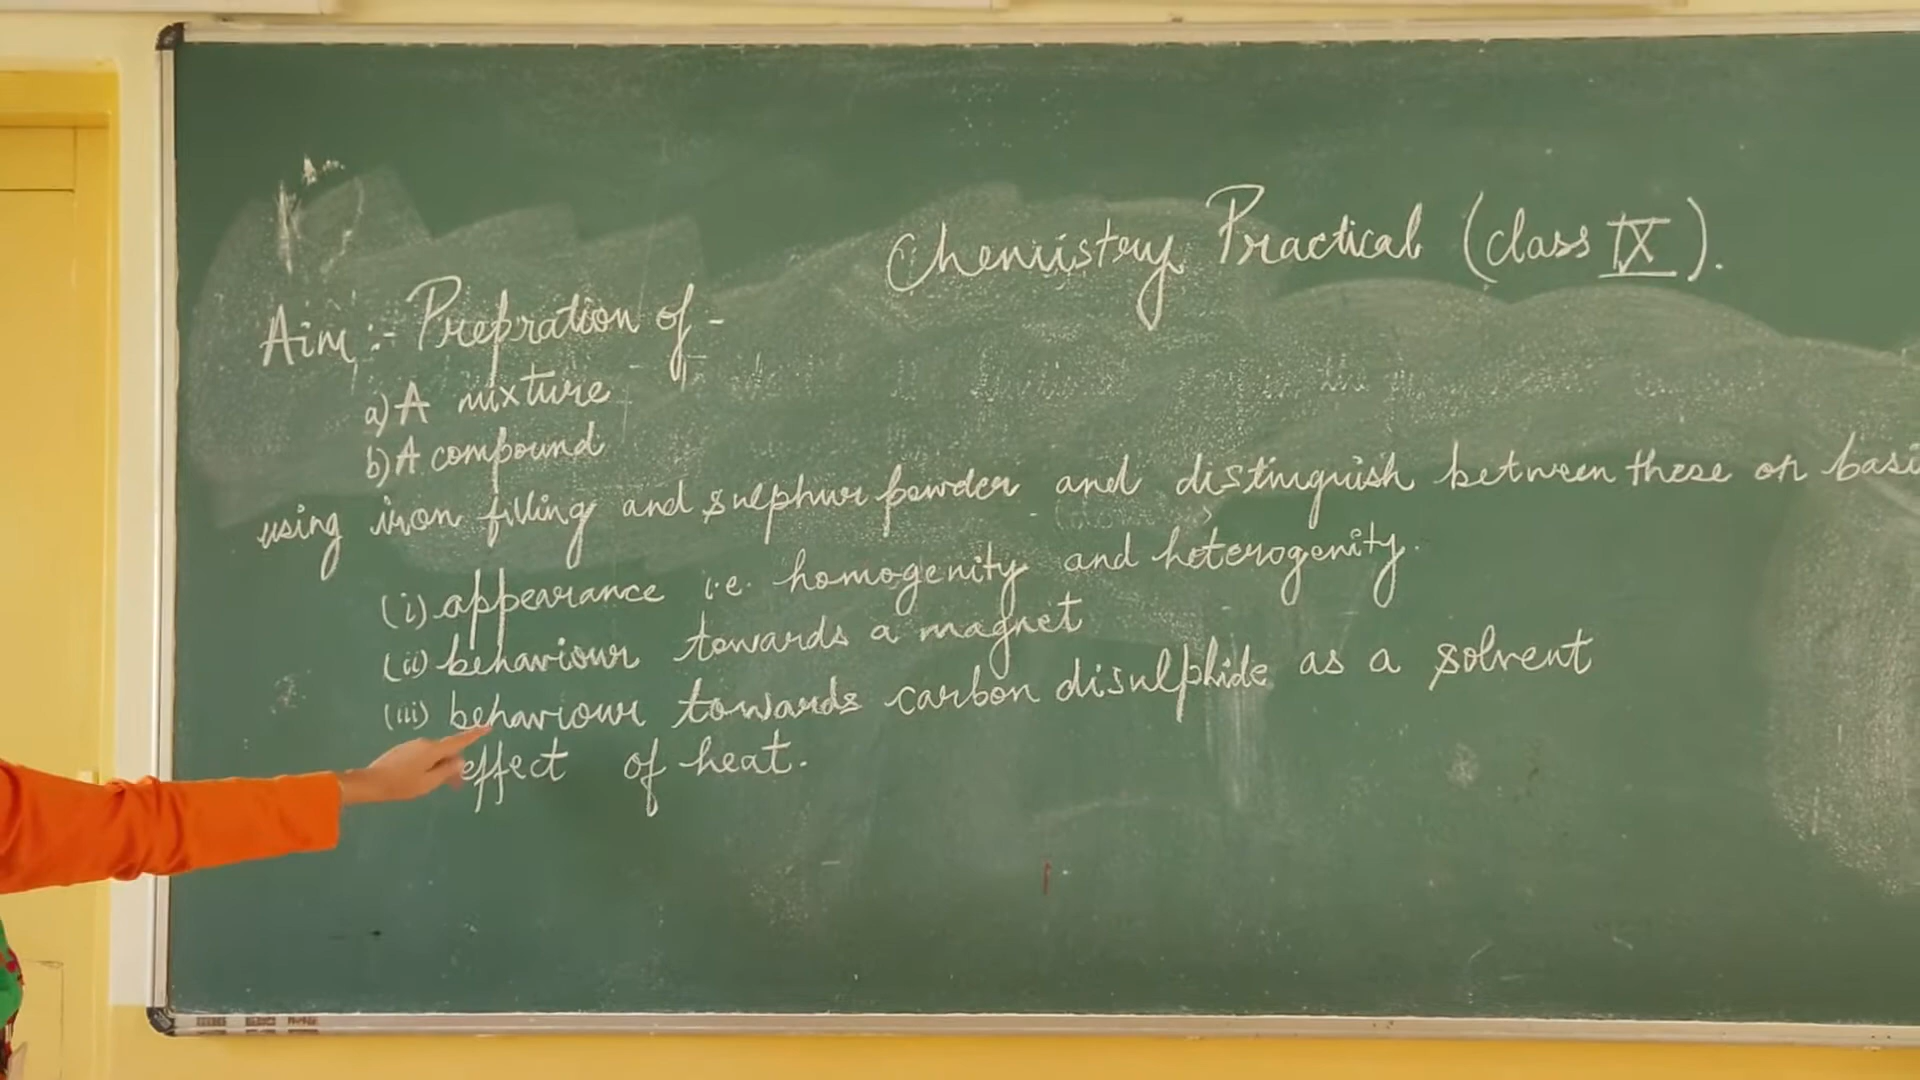 Chemistry Practical (class IX).
Aim :- Prepration of -
a) A mixture
b) A compound
using iron filling and sulphur powder and distinguish between these on basi
(i) appearance i.e. homogenity and heterogenity.
(ii) behaviour towards a magnet
(iii) behaviour towards carbon disulphide as a solvent
effect of heat.